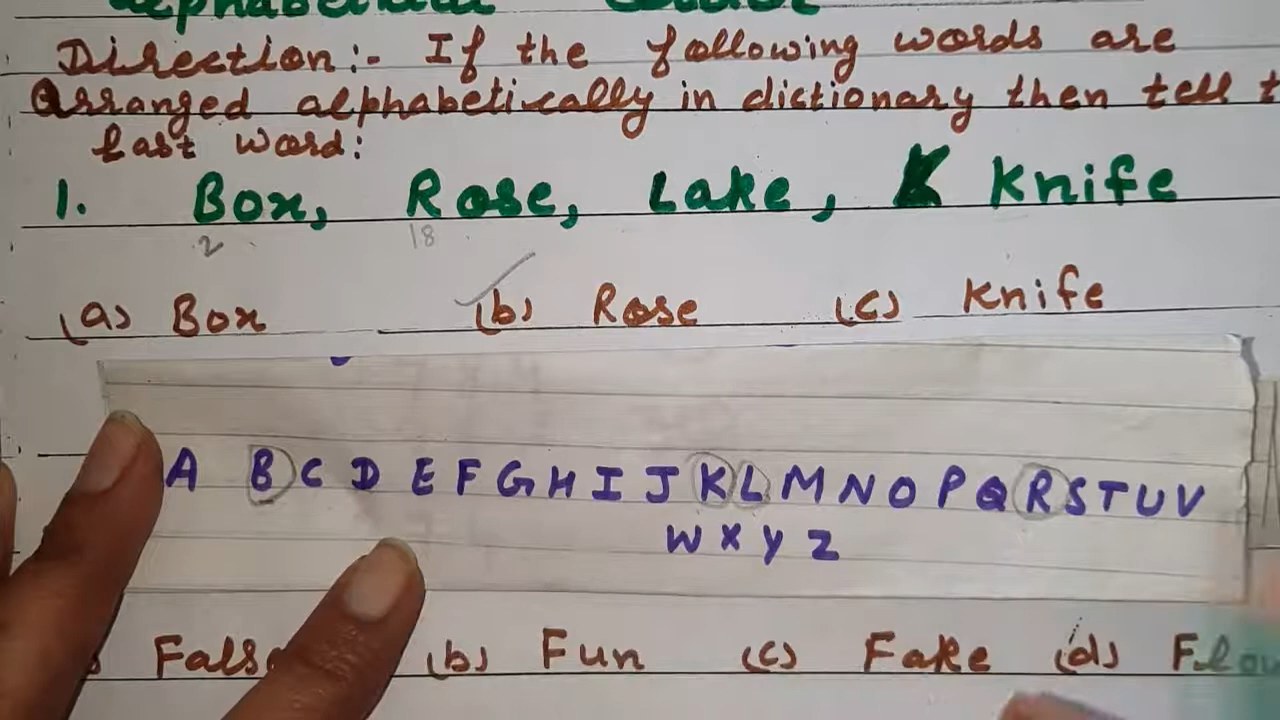 Direction:- If the following words are
Arranged alphabetically in dictionary then tell
last word:
1. Box, Rose, Lake, Knife
2 18
(a) Box (b) Rose (c) Knife
A B C D E F G H I J K L M N O P Q R S T U V
W X Y Z
(b) Fun (c) Fake (d)